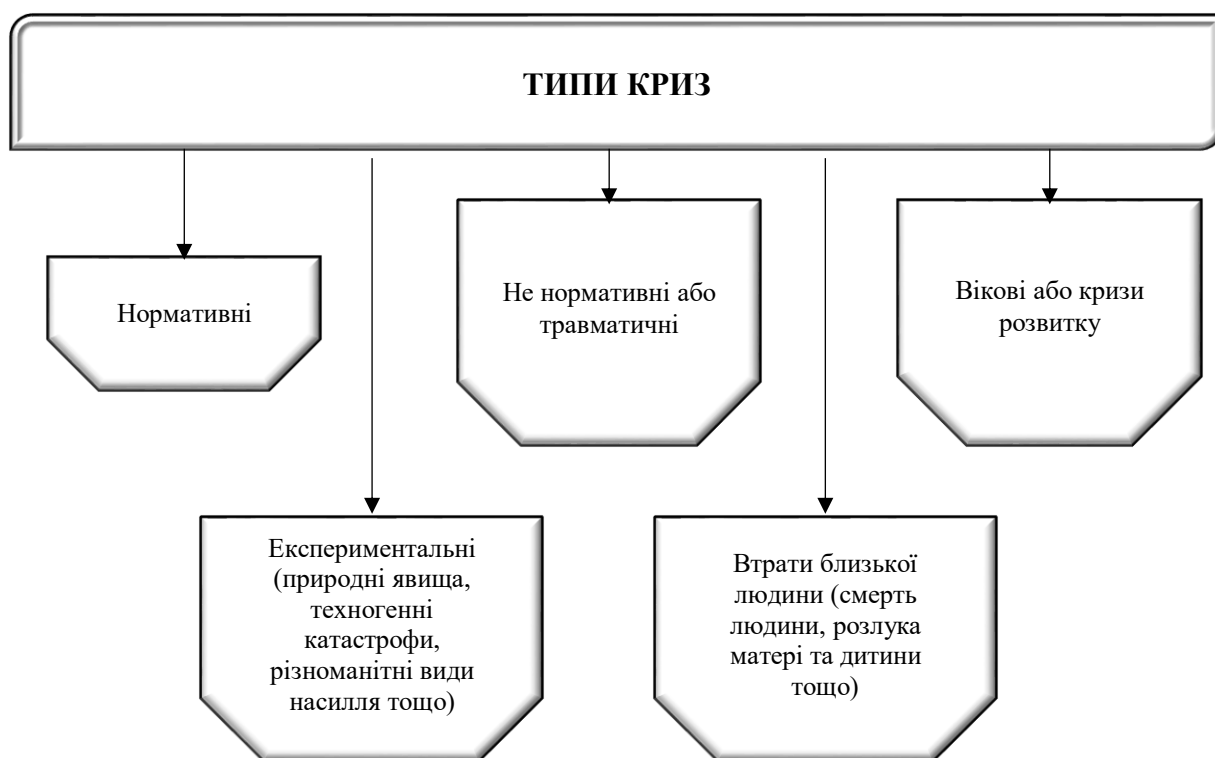 ТИПИ КРИЗ
Нормативні
Не нормативні або
травматичні
Вікові або кризи
розвитку
Експериментальні
(природні явища,
техногенні
катастрофи,
різноманітні види
насилля тощо)
Втрати близької
людини (смерть
людини, розлука
матері та дитини
тощо)